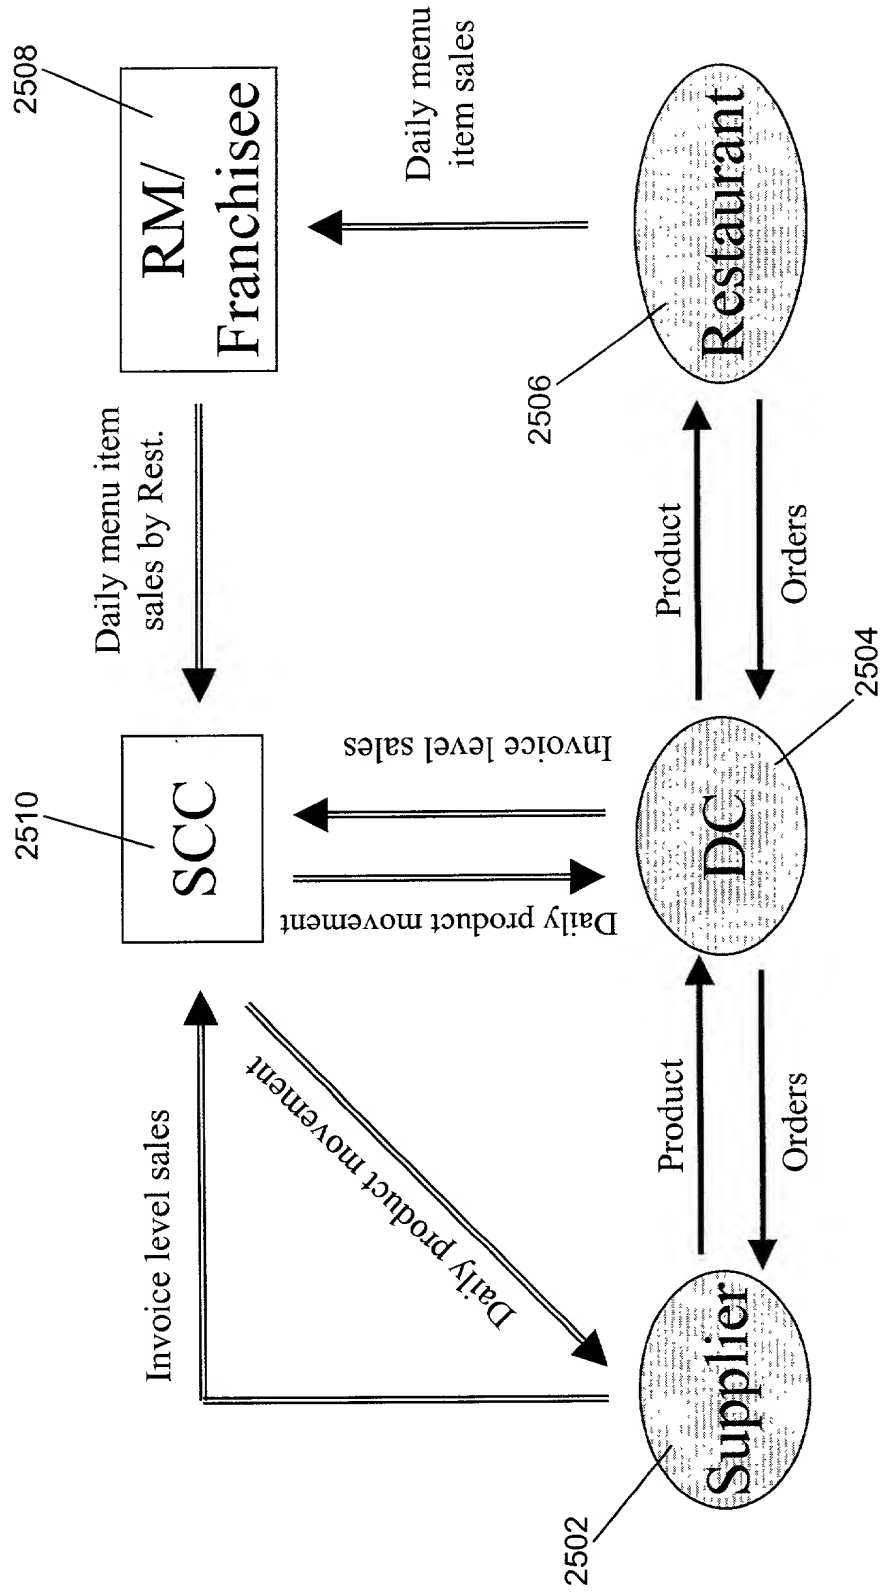 2510
2508
SCC
RM/
Franchisee
Daily menu item
sales by Rest.
Invoice level sales
Daily product movement
Daily product movement
Invoice level sales
Daily menu
item sales
2502
Supplier
Product
Orders
DC
2504
Product
Orders
2506
Restaurant